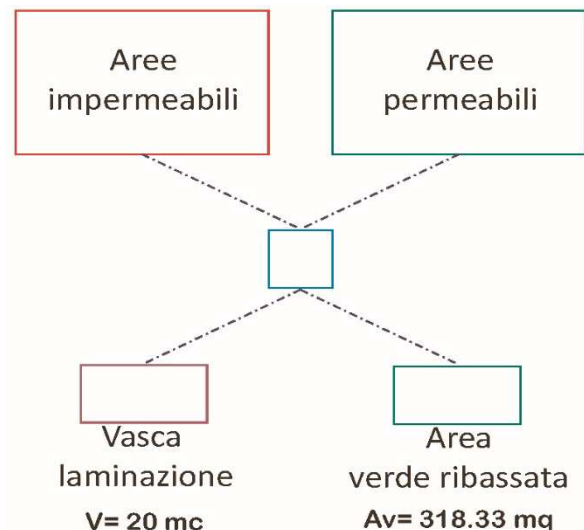 Aree
impermeabili
Aree
permeabili
Vasca
laminazione
V= 20 mc
Area
verde ribassata
Av= 318.33 mq